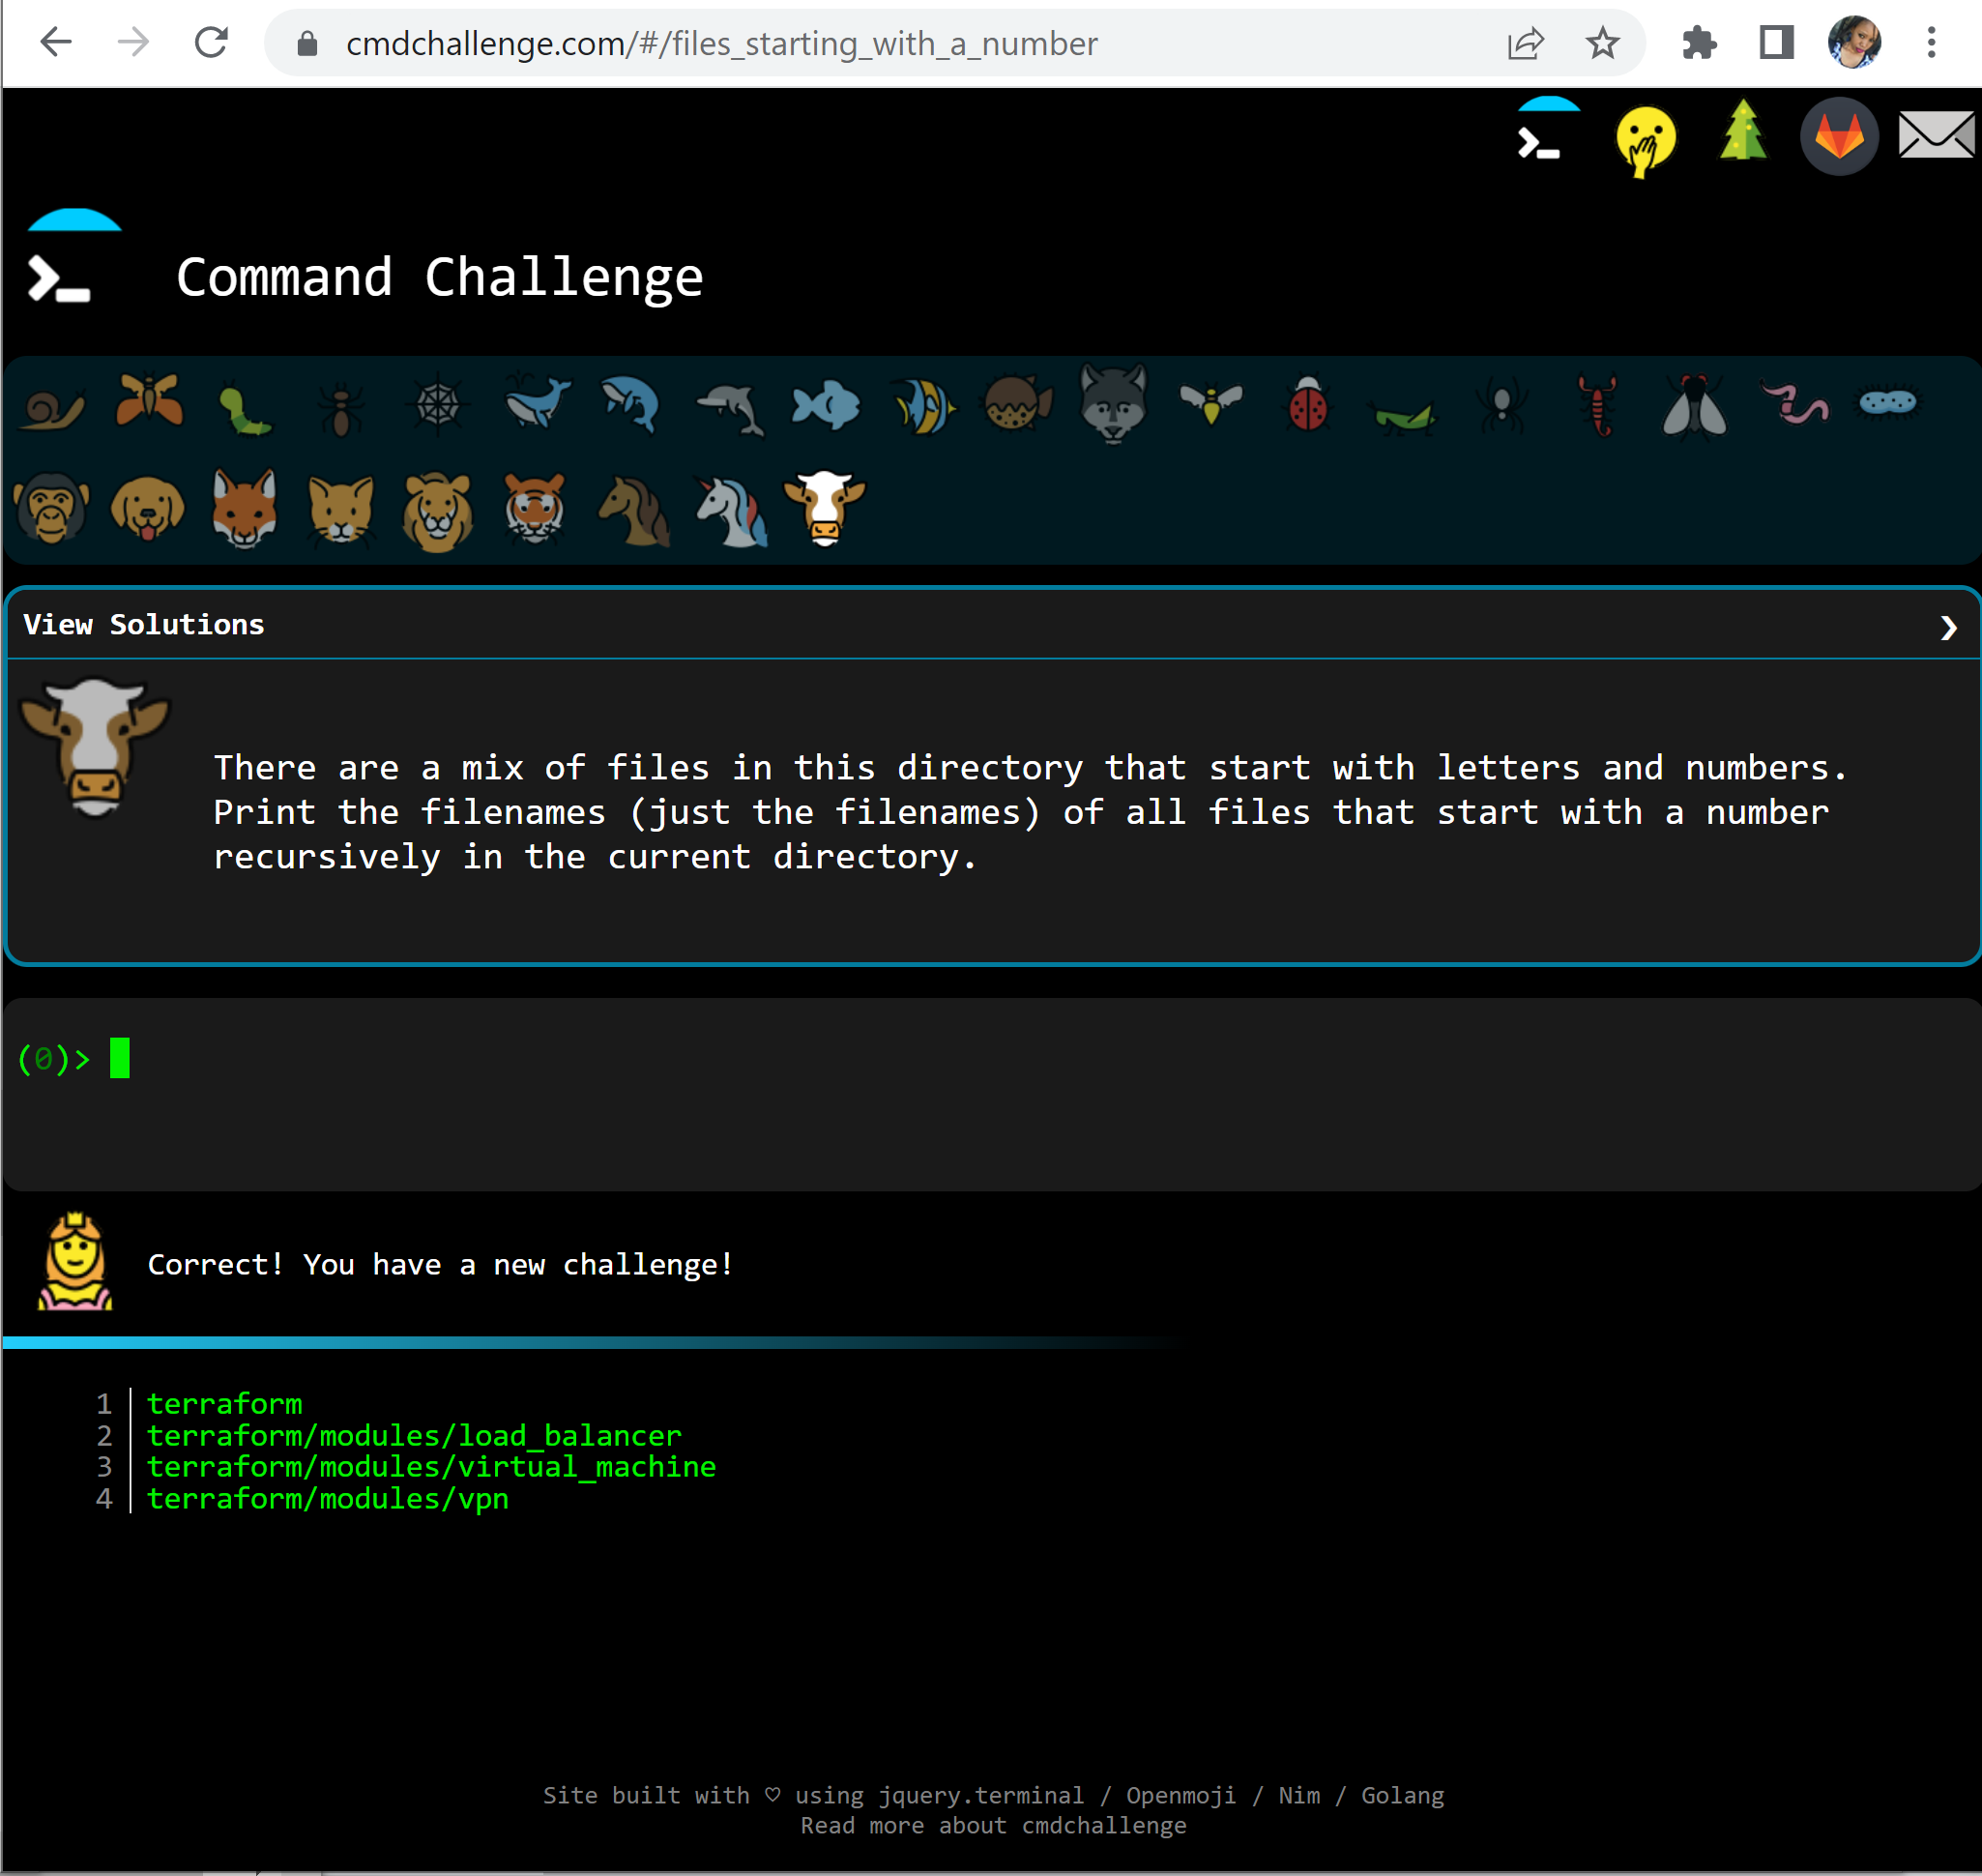 cmdchallenge.com/#/files_starting_with_a_number
Command Challenge
View Solutions
There are a mix of files in this directory that start with letters and numbers.
Print the filenames (just the filenames) of all files that start with a number
recursively in the current directory.
(0)>
Correct! You have a new challenge!
1 terraform
2 terraform/modules/load_balancer
3 terraform/modules/virtual_machine
4 terraform/modules/vpn
Site built with ♡ using jquery.terminal / Openmoji / Nim / Golang
Read more about cmdchallenge